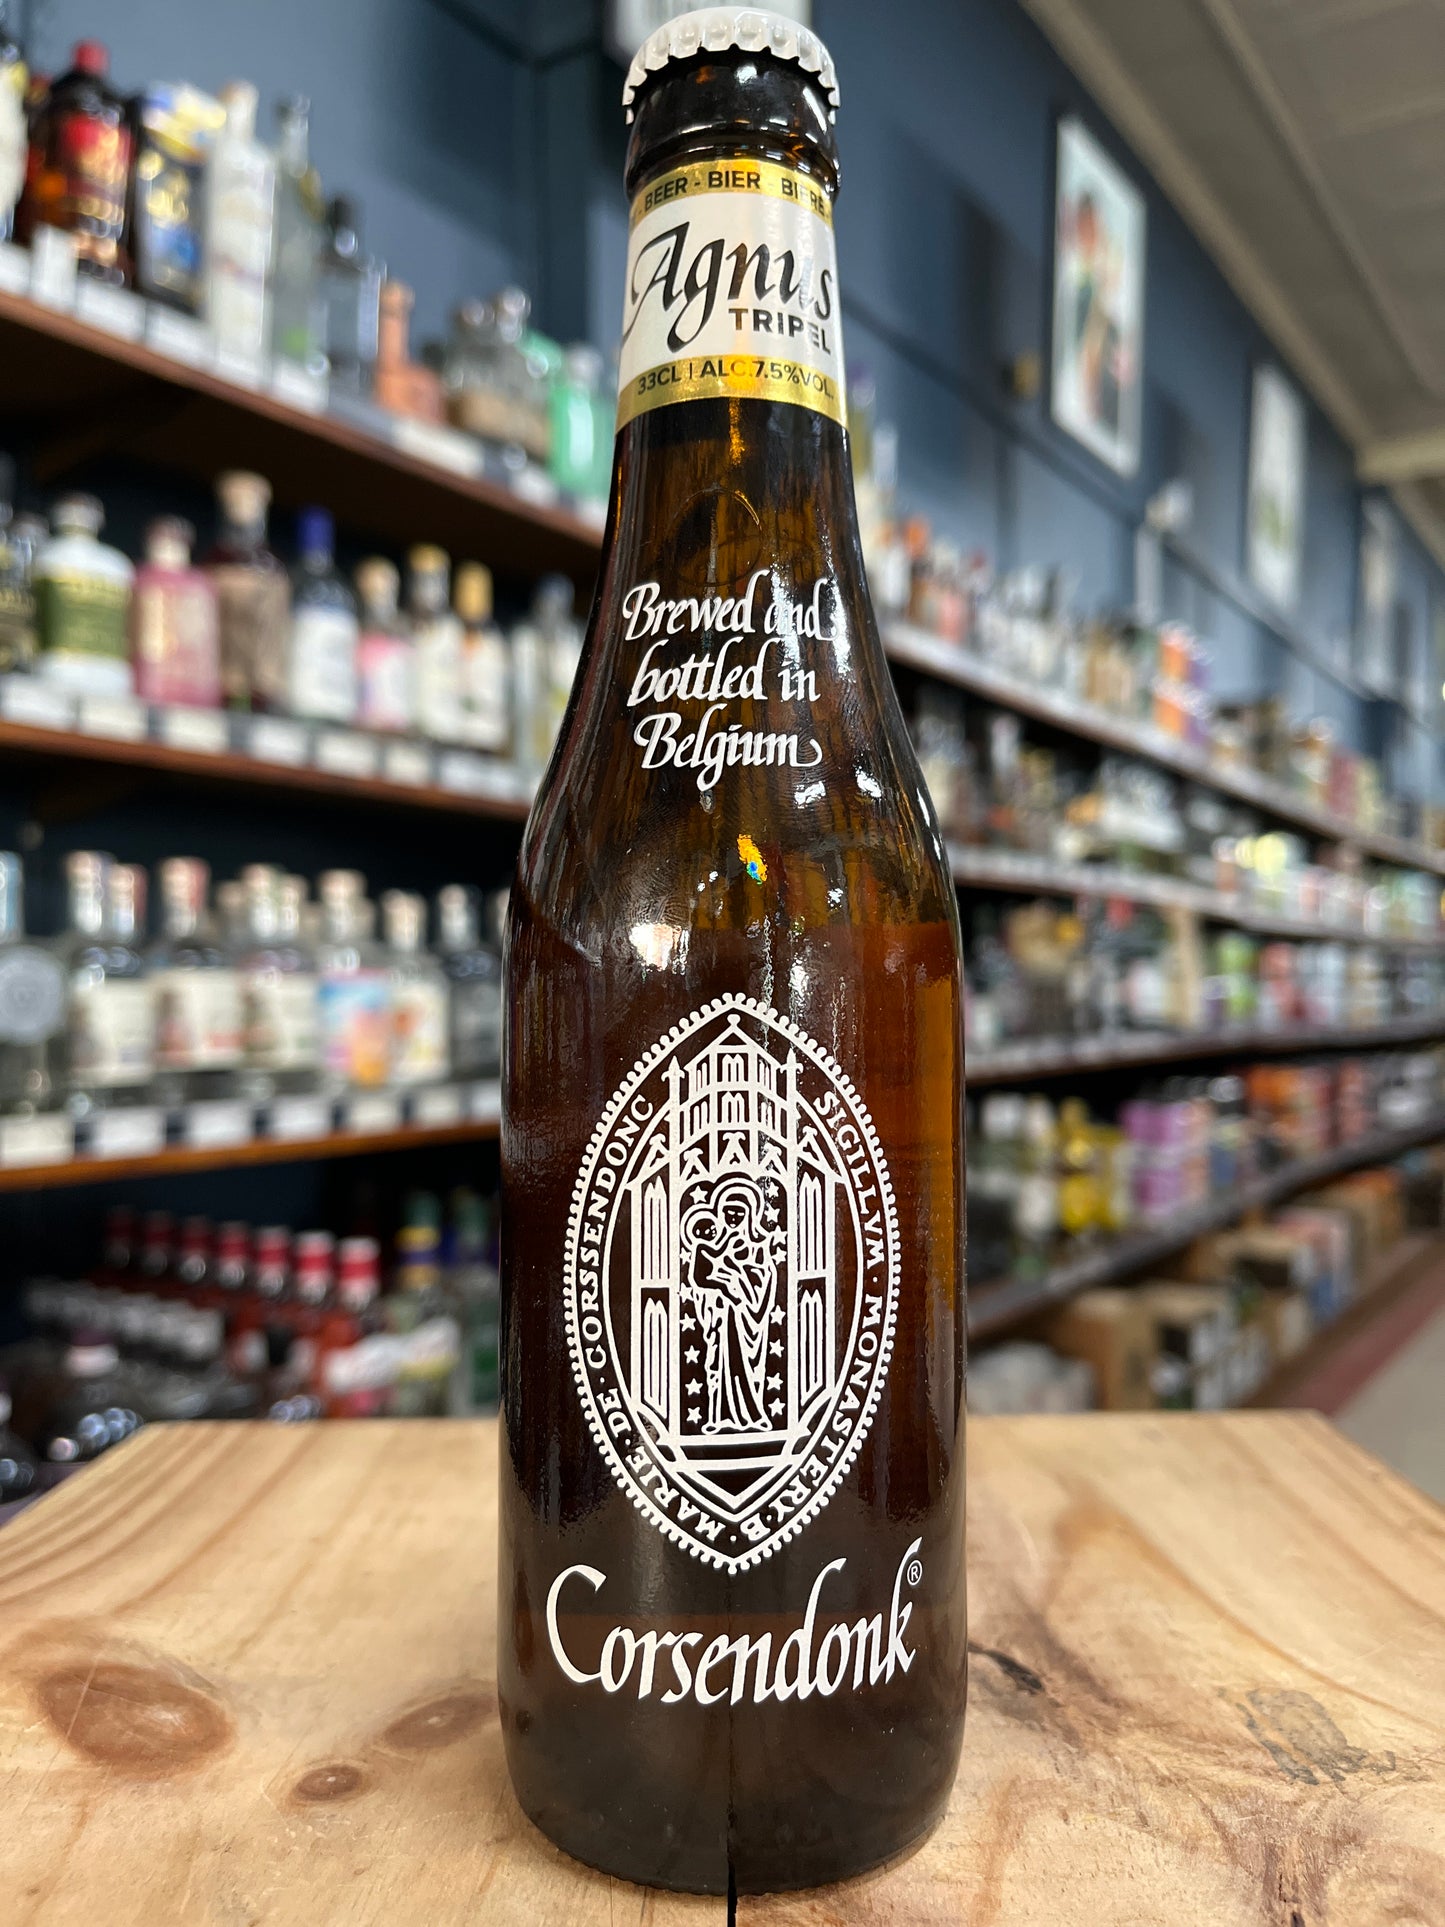 BEER - BIER - BIÈRE
Agnus
TRIPEL
33CL | ALC.7.5%VOL.
Brewed and
bottled in
Belgium
SIGILLVM · MONASTERY · B · MARIE · DE · CORSSENDONC
Corsendonk®